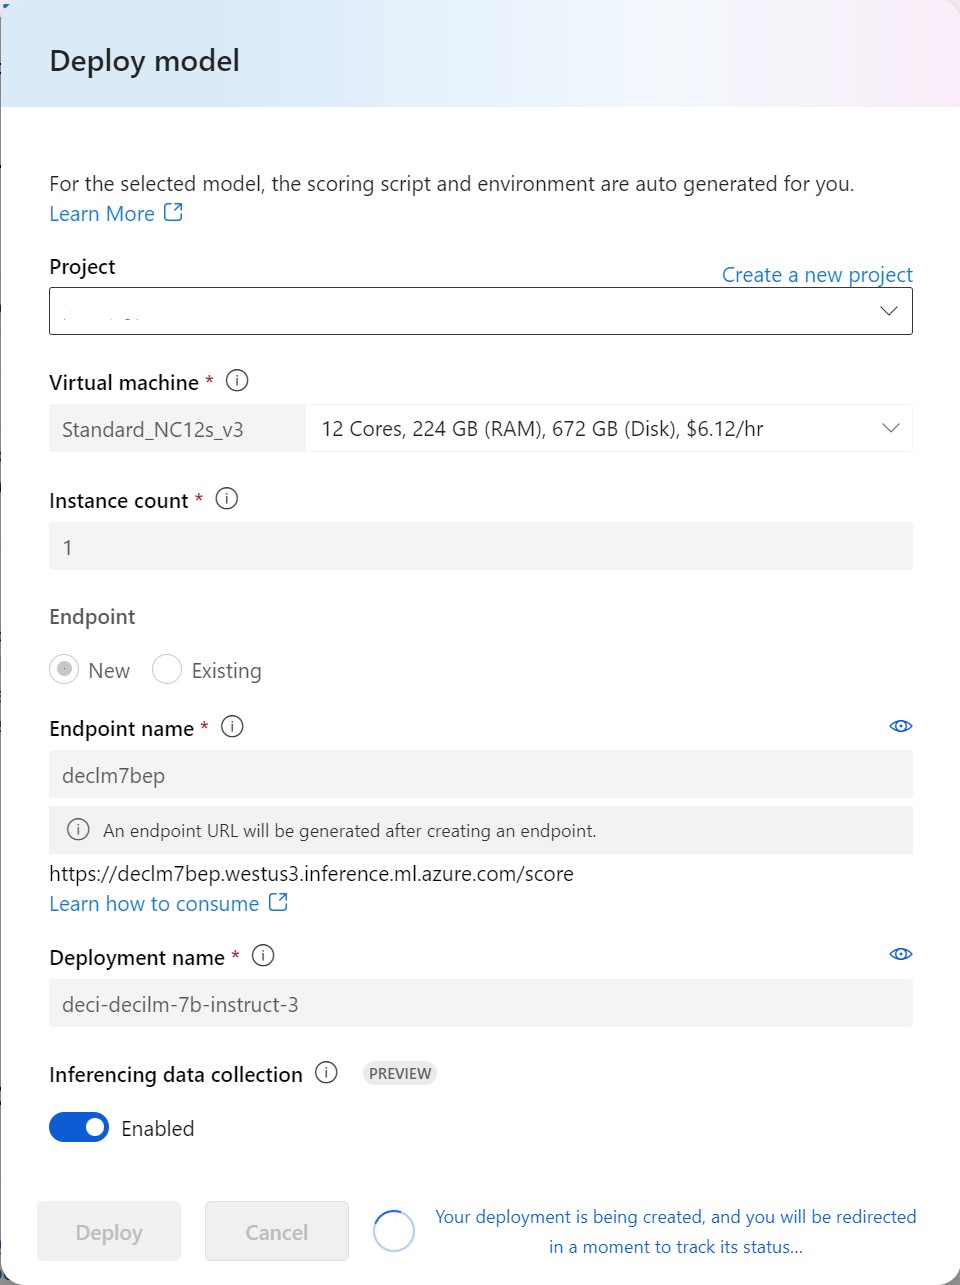 Deploy model
For the selected model, the scoring script and environment are auto generated for you.
Learn More
Project
Create a new project
Virtual machine *
Standard_NC12s_v3
12 Cores, 224 GB (RAM), 672 GB (Disk), $6.12/hr
Instance count *
1
Endpoint
New
Existing
Endpoint name *
declm7bep
An endpoint URL will be generated after creating an endpoint.
https://declm7bep.westus3.inference.ml.azure.com/score
Learn how to consume
Deployment name *
deci-decilm-7b-instruct-3
Inferencing data collection
PREVIEW
Enabled
Deploy
Cancel
Your deployment is being created, and you will be redirected
in a moment to track its status...